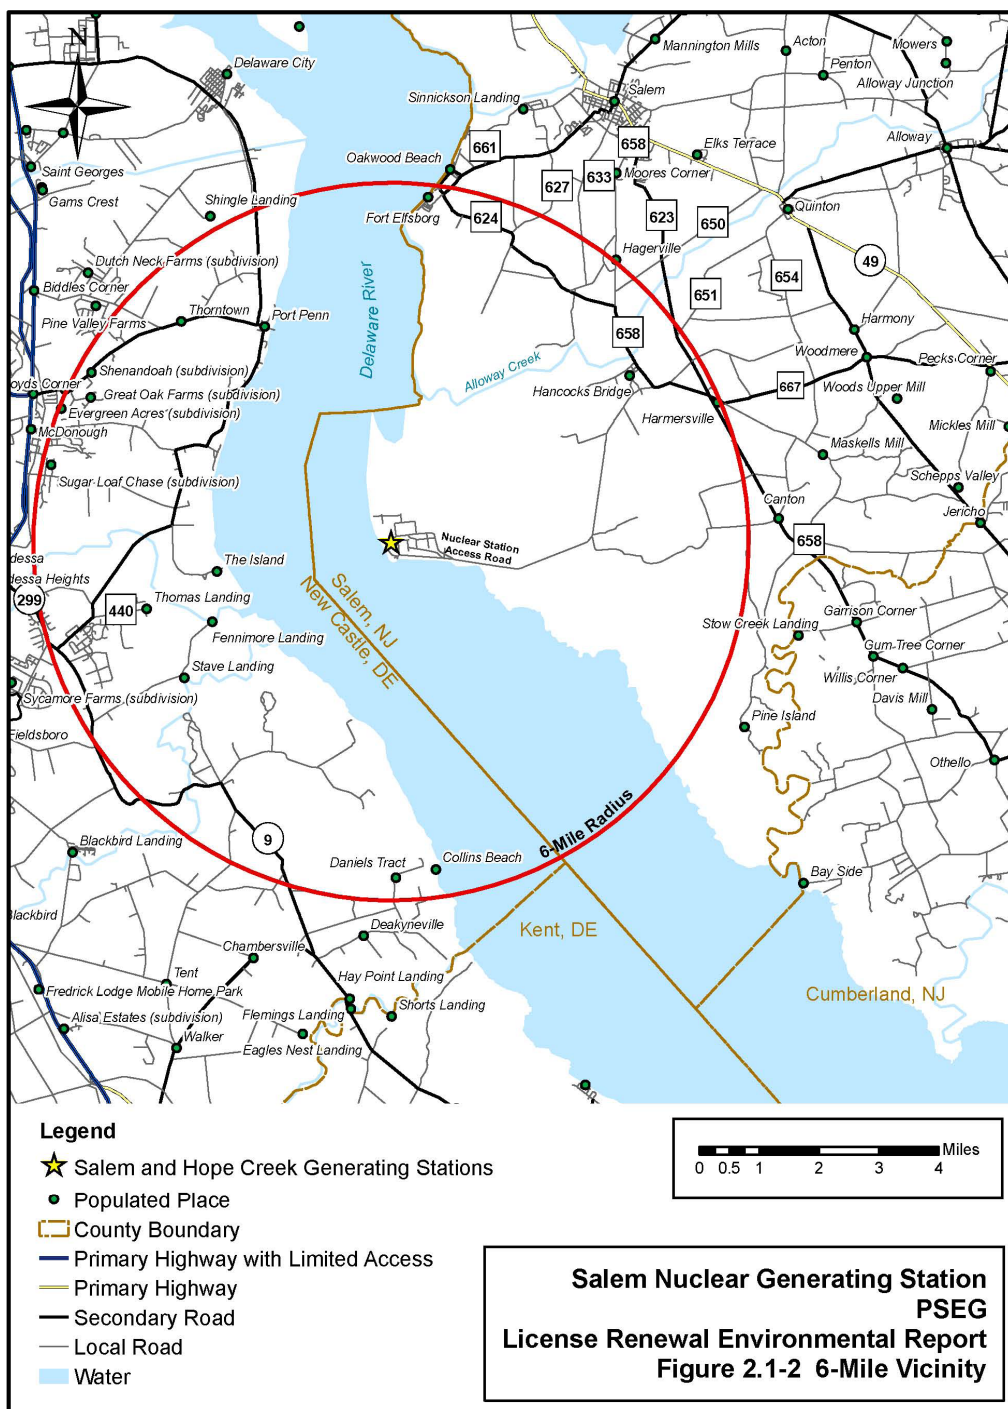 N
Delaware City
Mannington Mills
Acton
Mowers
Penton
Alloway Junction
Salem
Sinnickson Landing
661
658
Elks Terrace
Alloway
Oakwood Beach
Saint Georges
633
Moores Corner
627
Gams Crest
Shingle Landing
Fort Elfsborg
624
623
650
Quinton
Hagerville
49
Dutch Neck Farms (subdivision)
654
Biddles Corner
651
Delaware River
Pine Valley Farms
Thorntown
Port Penn
658
Harmony
Woodmere
Alloway Creek
Pecks Corner
Shenandoah (subdivision)
oyds Corner
Great Oak Farms (subdivision)
Hancocks Bridge
667
Woods Upper Mill
Evergreen Acres (subdivision)
Harmersville
McDonough
Mickles Mill
Maskells Mill
Sugar Loaf Chase (subdivision)
Schepps Valley
Canton
Jericho
Nuclear Station
Access Road
658
dessa
The Island
dessa Heights
299
440
Thomas Landing
Salem, NJ
New Castle, DE
Garrison Corner
Stow Creek Landing
Fennimore Landing
Gum Tree Corner
Stave Landing
Willis Corner
Sycamore Farms (subdivision)
Davis Mill
Pine Island
Fieldsboro
Othello
6-Mile Radius
9
Blackbird Landing
Daniels Tract
Collins Beach
Bay Side
Blackbird
Deakyneville
Kent, DE
Chambersville
Tent
Hay Point Landing
Fredrick Lodge Mobile Home Park
Cumberland, NJ
Shorts Landing
Alisa Estates (subdivision)
Flemings Landing
Walker
Eagles Nest Landing
Legend
Salem and Hope Creek Generating Stations
Populated Place
County Boundary
Primary Highway with Limited Access
Primary Highway
Secondary Road
Local Road
Water
Miles
0 0.5 1 2 3 4
Salem Nuclear Generating Station
PSEG
License Renewal Environmental Report
Figure 2.1-2 6-Mile Vicinity